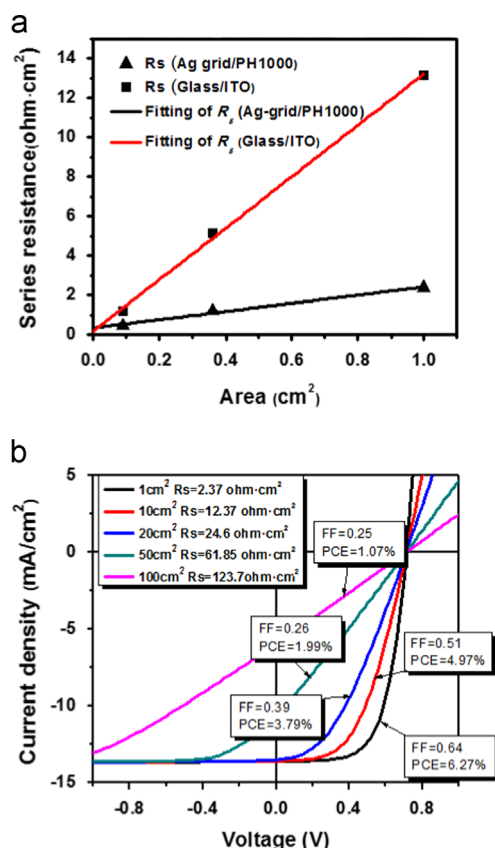 a
14
12
10
8
6
4
2
0
Series resistance(ohm·cm²)
Rs (Ag grid/PH1000)
Rs (Glass/ITO)
Fitting of R_s (Ag-grid/PH1000)
Fitting of R_s (Glass/ITO)
0.0 0.2 0.4 0.6 0.8 1.0
Area (cm²)
b
5
0
-5
-10
-15
Current density (mA/cm²)
1cm² Rs=2.37 ohm·cm²
10cm² Rs=12.37 ohm·cm²
20cm² Rs=24.6 ohm·cm²
50cm² Rs=61.85 ohm·cm²
100cm² Rs=123.7ohm·cm²
FF=0.25
PCE=1.07%
FF=0.26
PCE=1.99%
FF=0.51
PCE=4.97%
FF=0.39
PCE=3.79%
FF=0.64
PCE=6.27%
-0.8 -0.4 0.0 0.4 0.8
Voltage (V)